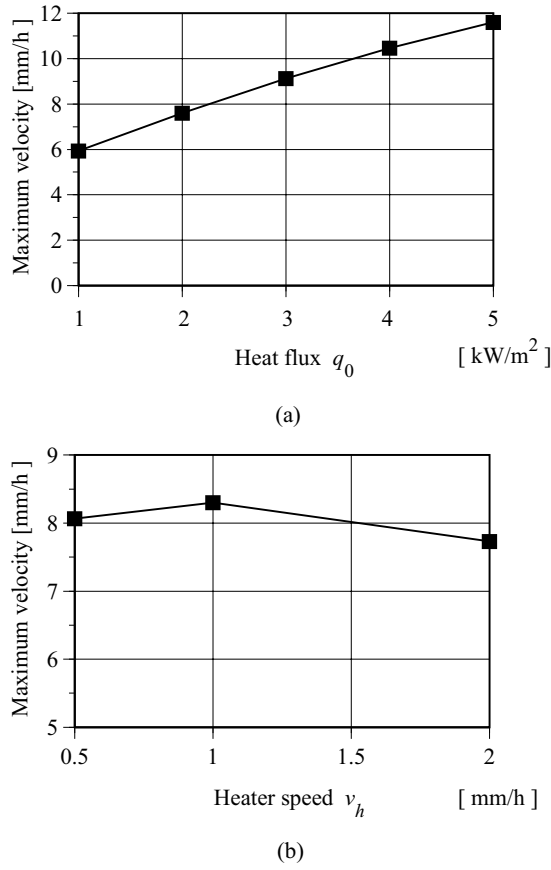 Maximum velocity [mm/h]
12
10
8
6
4
2
0
1 2 3 4 5
Heat flux q0 [ kW/m2 ]
(a)
Maximum velocity [mm/h]
9
8
7
6
5
0.5 1 1.5 2
Heater speed vh [ mm/h ]
(b)